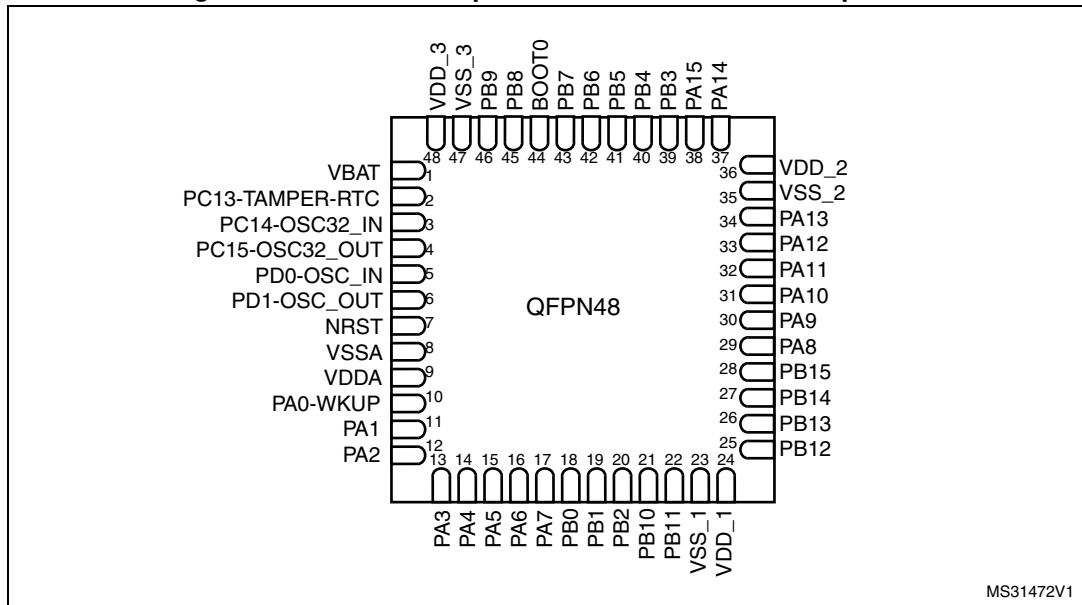 VDD_3
VSS_3
PB9
PB8
BOOT0
PB7
PB6
PB5
PB4
PB3
PA15
PA14
48 47 46 45 44 43 42 41 40 39 38 37
VBAT 1
PC13-TAMPER-RTC 2
PC14-OSC32_IN 3
PC15-OSC32_OUT 4
PD0-OSC_IN 5
PD1-OSC_OUT 6
NRST 7
VSSA 8
VDDA 9
PA0-WKUP 10
PA1 11
PA2 12
QFPN48
36 VDD_2
35 VSS_2
34 PA13
33 PA12
32 PA11
31 PA10
30 PA9
29 PA8
28 PB15
27 PB14
26 PB13
25 PB12
13 14 15 16 17 18 19 20 21 22 23 24
PA3
PA4
PA5
PA6
PA7
PB0
PB1
PB2
PB10
PB11
VSS_1
VDD_1
MS31472V1